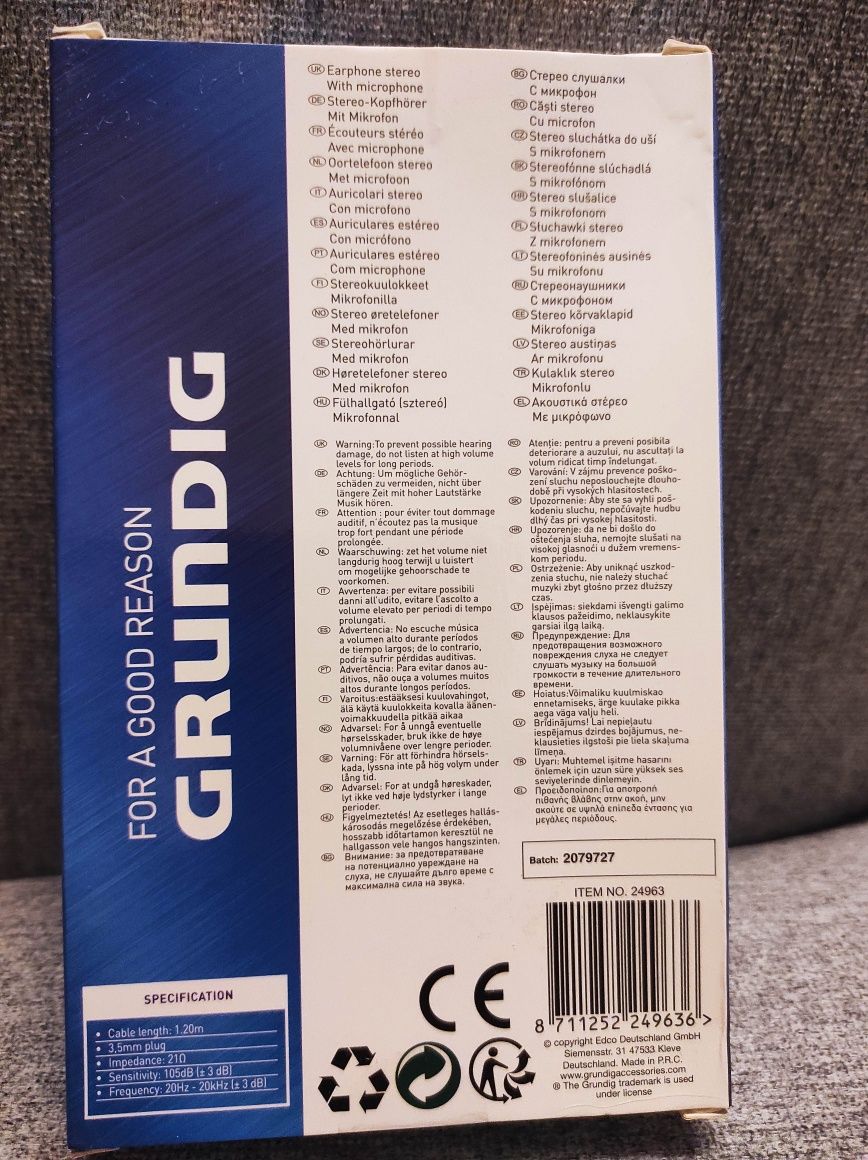 FOR A GOOD REASON
GRUNDIG
SPECIFICATION
• Cable length: 1.20m
• 3,5mm plug
• Impedance: 21Ω
• Sensitivity: 105dB (± 3 dB)
• Frequency: 20Hz - 20kHz (± 3 dB)
UK Earphone stereo
With microphone
DE Stereo-Kopfhörer
Mit Mikrofon
FR Écouteurs stéréo
Avec microphone
NL Oortelefoon stereo
Met microfoon
IT Auricolari stereo
Con microfono
ES Auriculares estéreo
Con micrófono
PT Auriculares estéreo
Com microphone
FI Stereokuulokkeet
Mikrofonilla
NO Stereo øretelefoner
Med mikrofon
SE Stereohörlurar
Med mikrofon
DK Høretelefoner stereo
Med mikrofon
HU Fülhallgató (sztereó)
Mikrofonnal
BG Стерео слушалки
С микрофон
RO Căști stereo
Cu microfon
CZ Stereo sluchátka do uší
S mikrofonem
SK Stereofónne slúchadlá
S mikrofónom
HR Stereo slušalice
S mikrofonom
PL Słuchawki stereo
Z mikrofonem
LT Stereofoninės ausinės
Su mikrofonu
RU Стереонаушники
С микрофоном
EE Stereo kõrvaklapid
Mikrofoniga
LV Stereo austiņas
Ar mikrofonu
TR Kulaklık stereo
Mikrofonlu
EL Ακουστικά στέρεο
Με μικρόφωνο
UK Warning:To prevent possible hearing
damage, do not listen at high volume
levels for long periods.
DE Achtung: Um mögliche Gehör-
schäden zu vermeiden, nicht über
längere Zeit mit hoher Lautstärke
Musik hören.
FR Attention : pour éviter tout dommage
auditif, n'écoutez pas la musique
trop fort pendant une période
prolongée.
NL Waarschuwing: zet het volume niet
langdurig hoog terwijl u luistert
om mogelijke gehoorschade te
voorkomen.
IT Avvertenza: per evitare possibili
danni all'udito, evitare l'ascolto a
volume elevato per periodi di tempo
prolungati.
ES Advertencia: No escuche música
a volumen alto durante períodos
de tiempo largos; de lo contrario,
podría sufrir pérdidas auditivas.
PT Advertência: Para evitar danos au-
ditivos, não ouça a volumes muitos
altos durante longos períodos.
FI Varoitus:estääksesi kuulovahingot,
älä käytä kuulokkeita kovalla äänen-
voimakkuudella pitkää aikaa
NO Advarsel: For å unngå eventuelle
hørselsskader, bruk ikke de høye
volumnivåene over lengre perioder.
SE Varning: För att förhindra hörsels-
kada, lyssna inte på hög volym under
lång tid.
DK Advarsel: For at undgå høreskader,
lyt ikke ved høje lydstyrker i lange
perioder.
HU Figyelmeztetés! Az esetleges hallás-
károsodás megelőzése érdekében,
hosszabb időtartamon keresztül ne
hallgasson vele hangos hangszinten.
BG Внимание: за предотвратяване
на потенциално увреждане на
слуха, не слушайте дълго време с
максимална сила на звука.
RO Atenție: pentru a preveni posibila
deteriorare a auzului, nu ascultați la
volum ridicat timp îndelungat.
CZ Varování: V zájmu prevence poško-
zení sluchu neposlouchejte dlouho-
době při vysokých hlasitostech.
SK Upozornenie: Aby ste sa vyhli poš-
kodeniu sluchu, nepočúvajte hudbu
dlhý čas pri vysokej hlasitosti.
HR Upozorenje: da ne bi došlo do
oštećenja sluha, nemojte slušati na
visokoj glasnoći u dužem vremens-
kom periodu.
PL Ostrzeżenie: Aby uniknąć uszkod-
zenia słuchu, nie należy słuchać
muzyki zbyt głośno przez dłuższy
czas.
LT Įspėjimas: siekdami išvengti galimo
klausos pažeidimo, neklausykite
garsiai ilgą laiką.
RU Предупреждение: Для
предотвращения возможного
повреждения слуха не следует
слушать музыку на большой
громкости в течение длительного
времени.
EE Hoiatus:Võimaliku kuulmiskao
ennetamiseks, ärge kuulake pikka
aega väga valju heli.
LV Brīdinājums! Lai nepieļautu
iespējamus dzirdes bojājumus, ne-
klausieties ilgstoši pie liela skaļuma
līmeņa.
TR Uyarı: Muhtemel işitme hasarını
önlemek için uzun süre yüksek ses
seviyelerinde dinlemeyin.
EL Προειδοποίηση:Για αποτροπή
πιθανής βλάβης στην ακοή, μην
ακούτε σε υψηλά επίπεδα έντασης για
μεγάλες περιόδους.
Batch: 2079727
ITEM NO. 24963
8 711252 249636 >
© copyright Edco Deutschland GmbH
Siemensstr. 31 47533 Kleve
Deutschland. Made in P.R.C.
www.grundigaccessories.com
® The Grundig trademark is used
under license
CE